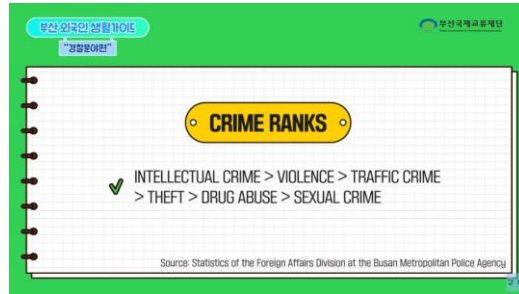 부산 외국인 생활가이드
"경찰분야편"
부산국제교류재단
CRIME RANKS
INTELLECTUAL CRIME > VIOLENCE > TRAFFIC CRIME
> THEFT > DRUG ABUSE > SEXUAL CRIME
Source: Statistics of the Foreign Affairs Division at the Busan Metropolitan Police Agency